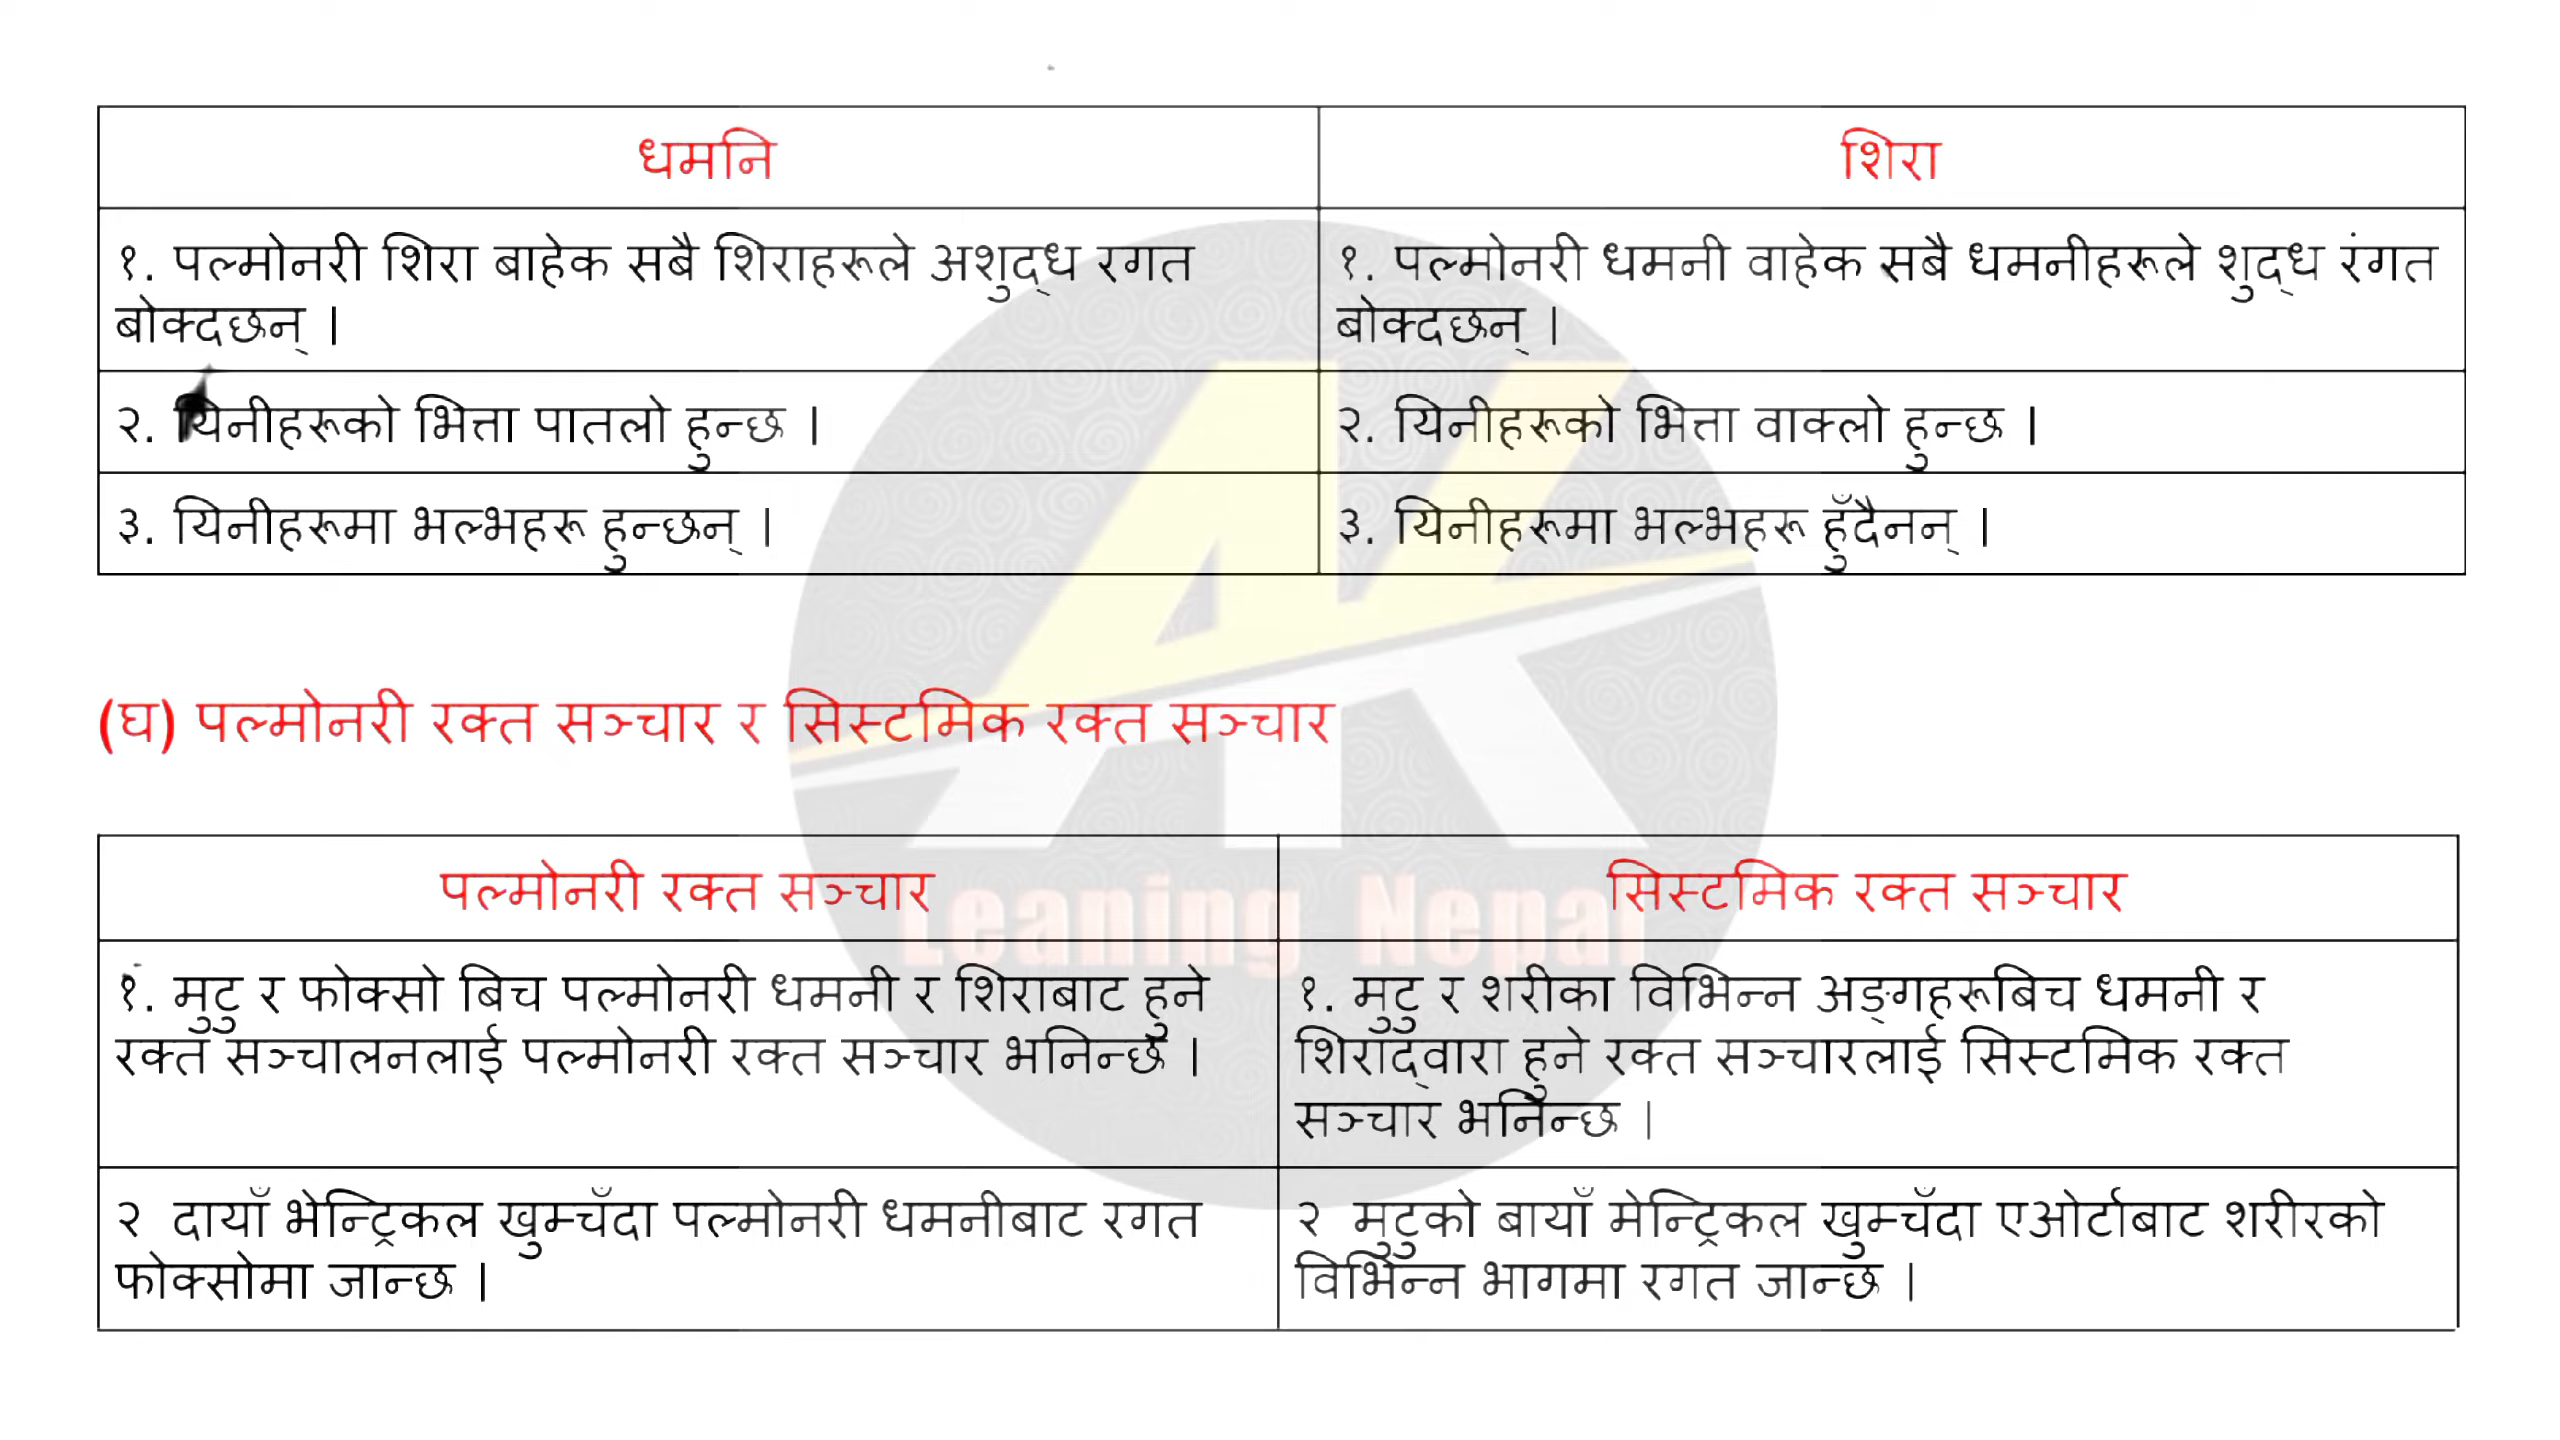 धमनि
शिरा
१. पल्मोनरी शिरा बाहेक सबै शिराहरूले अशुद्ध रगत
बोक्दछन् ।
१. पल्मोनरी धमनी वाहेक सबै धमनीहरूले शुद्ध रंगत
बोक्दछन् ।
२. यिनीहरूको भित्ता पातलो हुन्छ ।
२. यिनीहरूको भित्ता वाक्लो हुन्छ ।
३. यिनीहरूमा भल्भहरू हुन्छन् ।
३. यिनीहरूमा भल्भहरू हुँदैनन् ।
(घ) पल्मोनरी रक्त सञ्चार र सिस्टमिक रक्त सञ्चार
पल्मोनरी रक्त सञ्चार
सिस्टमिक रक्त सञ्चार
१. मुटु र फोक्सो बिच पल्मोनरी धमनी र शिराबाट हुने
रक्त सञ्चालनलाई पल्मोनरी रक्त सञ्चार भनिन्छ ।
१. मुटु र शरीका विभिन्न अङ्गहरूबिच धमनी र
शिराद्वारा हुने रक्त सञ्चारलाई सिस्टमिक रक्त
सञ्चार भनिन्छ ।
२ दायाँ भेन्ट्रिकल खुम्चँदा पल्मोनरी धमनीबाट रगत
फोक्सोमा जान्छ ।
२ मुटुको बायाँ मेन्ट्रिकल खुम्चँदा एओर्टाबाट शरीरको
विभिन्न भागमा रगत जान्छ ।
AK
Leaning Nepal